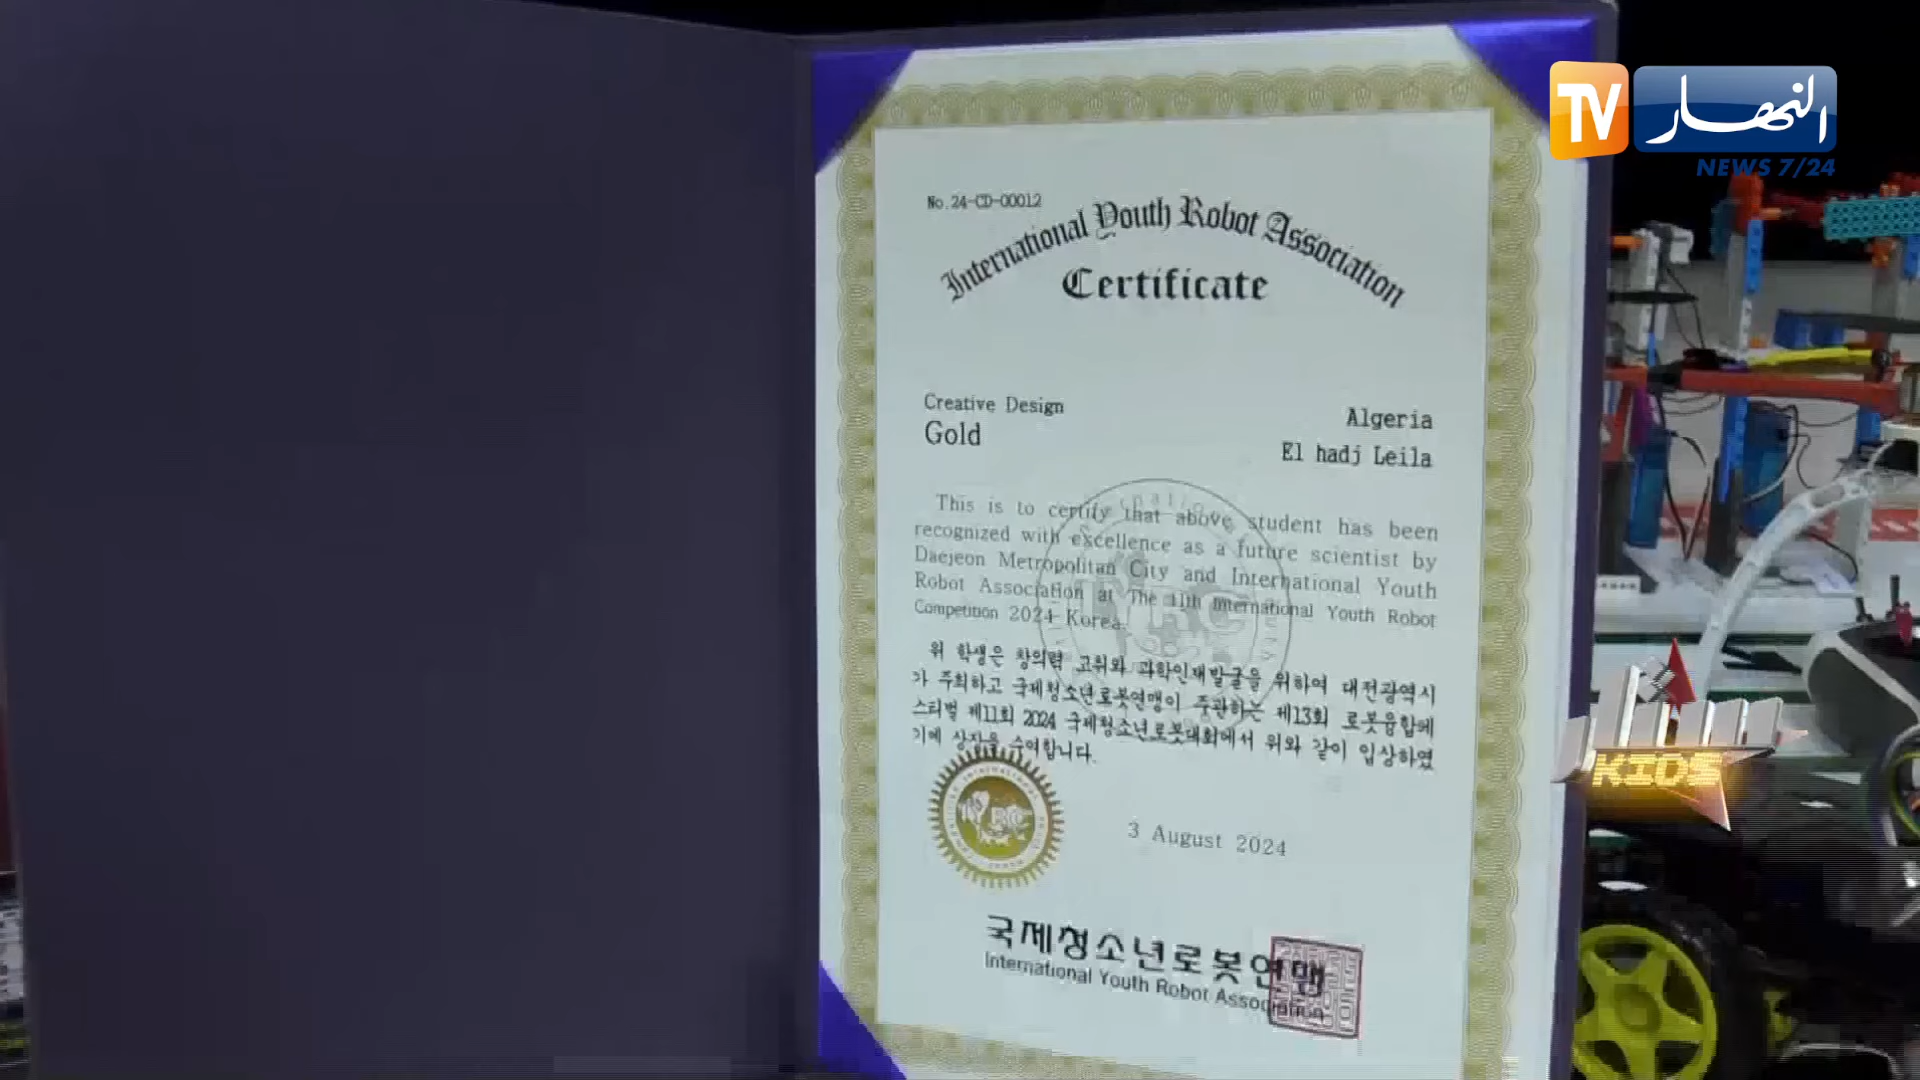 TV النهار
NEWS 7/24
No.24-CD-00012
International Youth Robot Association
Certificate
Creative Design
Gold
Algeria
El hadj Leila
This is to certify that above student has been
recognized with excellence as a future scientist by
Daejeon Metropolitan City and International Youth
Robot Association at The 11th International Youth Robot
Competition 2024 Korea.
위 학생은 창의력 고취와 과학인재발굴을 위하여 대전광역시
가 주최하고 국제청소년로봇연맹이 주관하는 제13회 로봇융합페
스티벌 제11회 2024 국제청소년로봇대회에서 위와 같이 입상하였
기에 상장을 수여합니다.
3 August 2024
국제청소년로봇연맹
International Youth Robot Association
KIDS